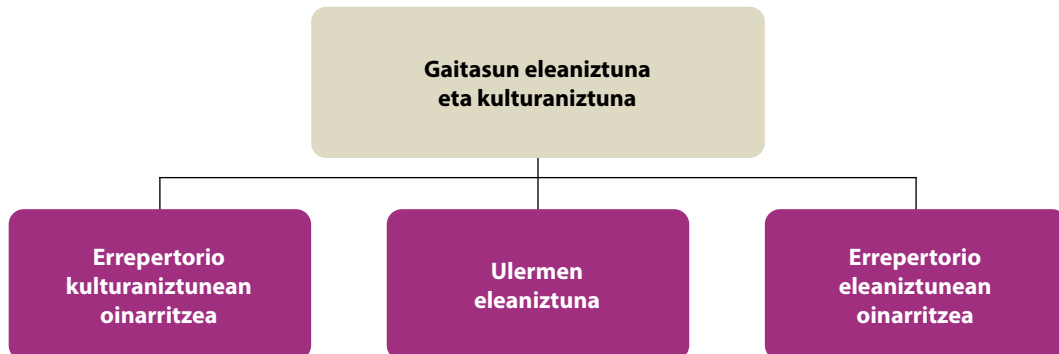 Gaitasun eleaniztuna
eta kulturaniztuna
Errepertorio
kulturaniztunean
oinarritzea
Ulermen
eleaniztuna
Errepertorio
eleaniztunean
oinarritzea